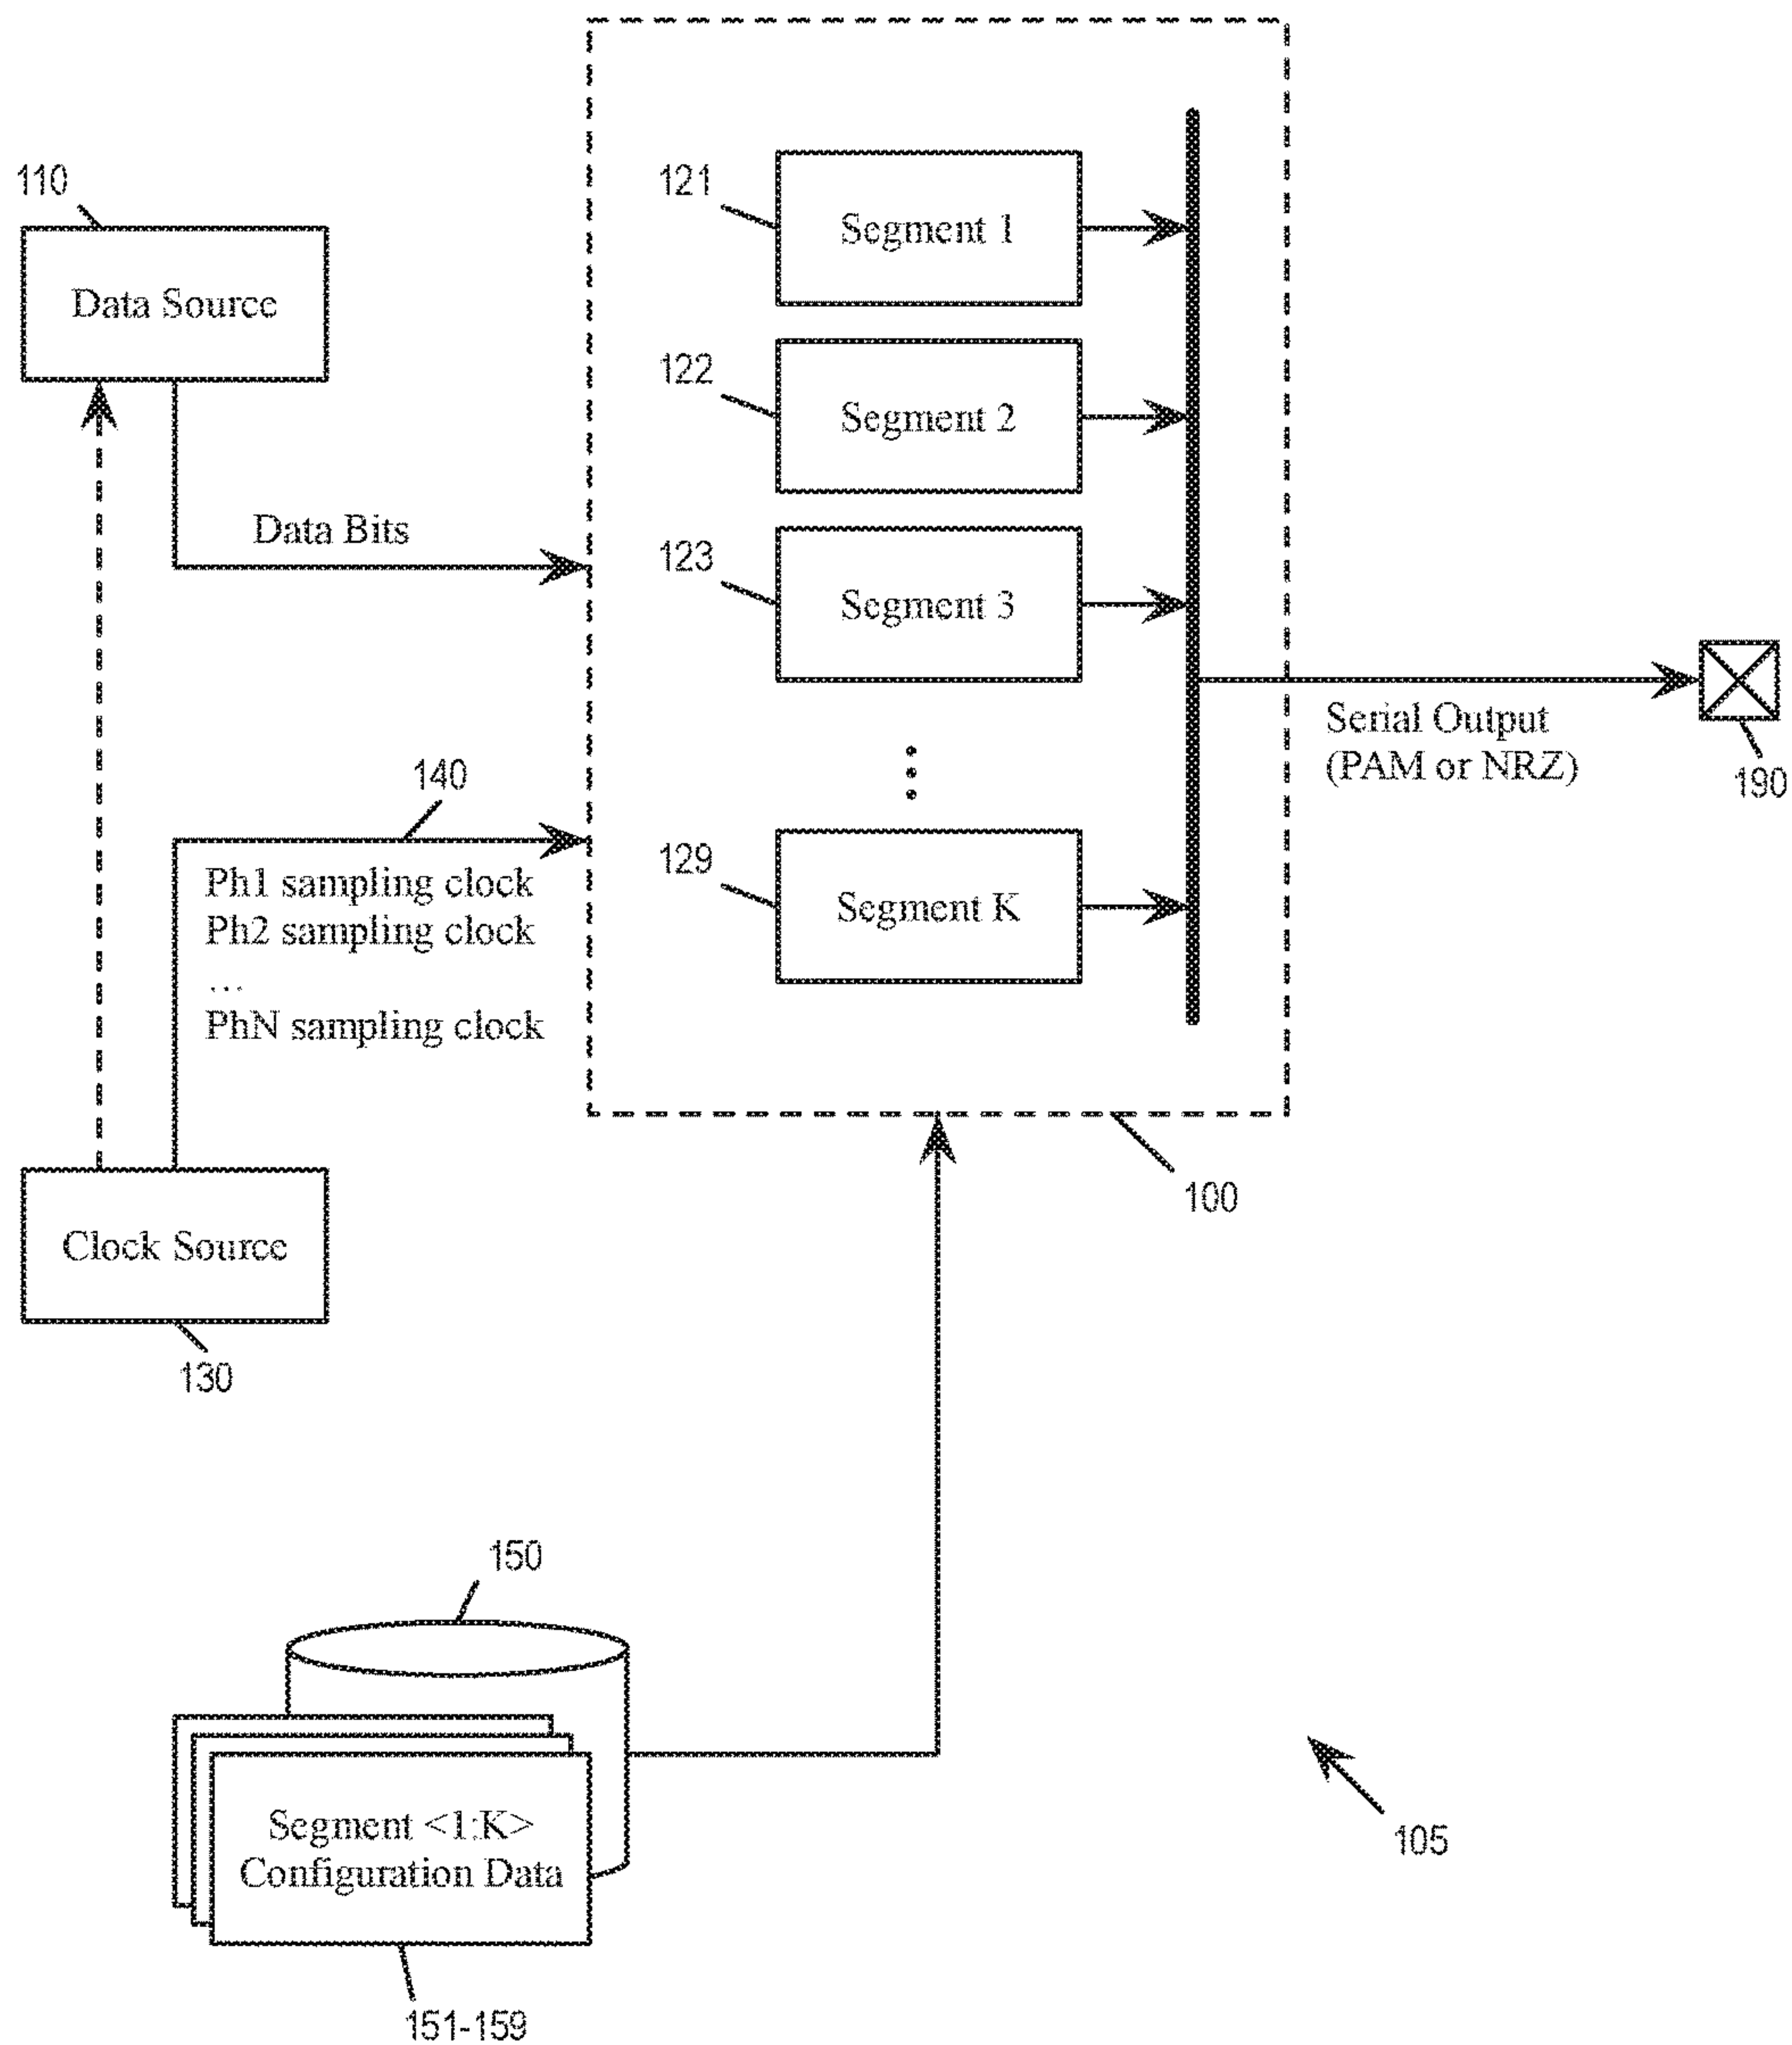 110
Data Source
121
Segment 1
122
Segment 2
Data Bits
123
Segment 3
Serial Output
(PAM or NRZ)
190
140
Ph1 sampling clock
Ph2 sampling clock
...
PhN sampling clock
129
Segment K
100
Clock Source
130
150
Segment <1:K>
Configuration Data
105
151-159